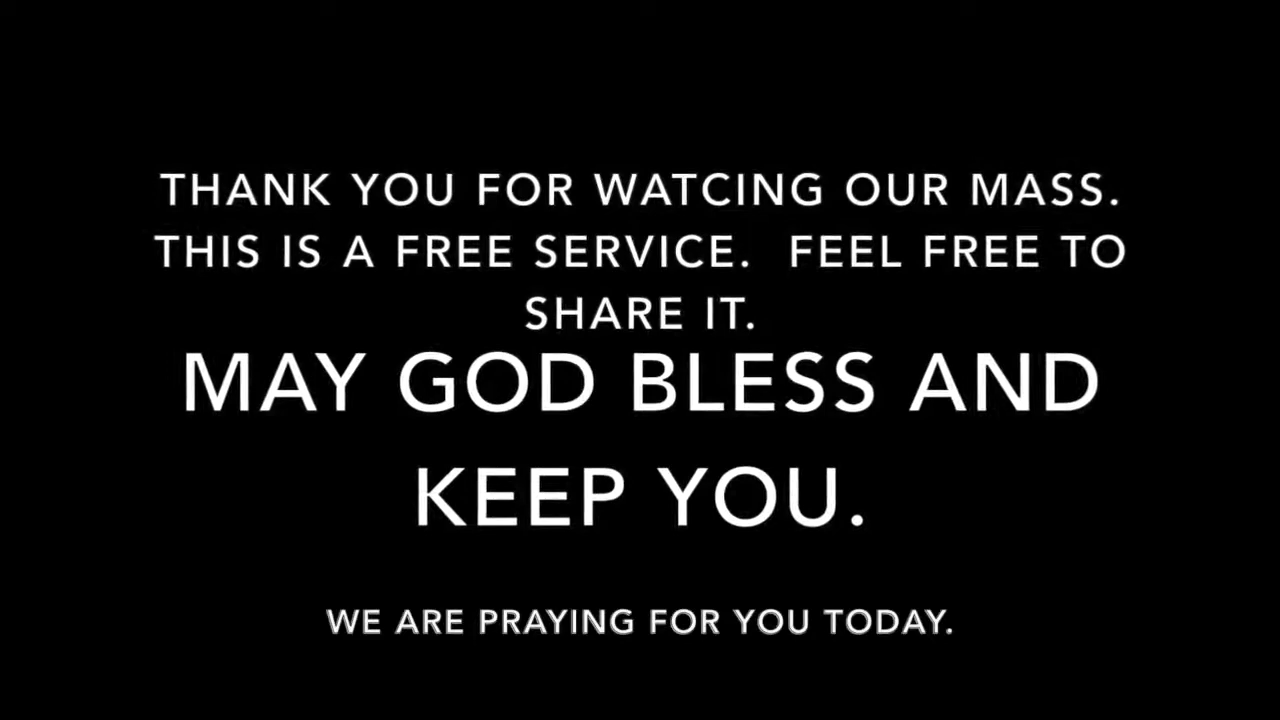 THANK YOU FOR WATCING OUR MASS.
THIS IS A FREE SERVICE.  FEEL FREE TO
SHARE IT.
MAY GOD BLESS AND
KEEP YOU.
WE ARE PRAYING FOR YOU TODAY.